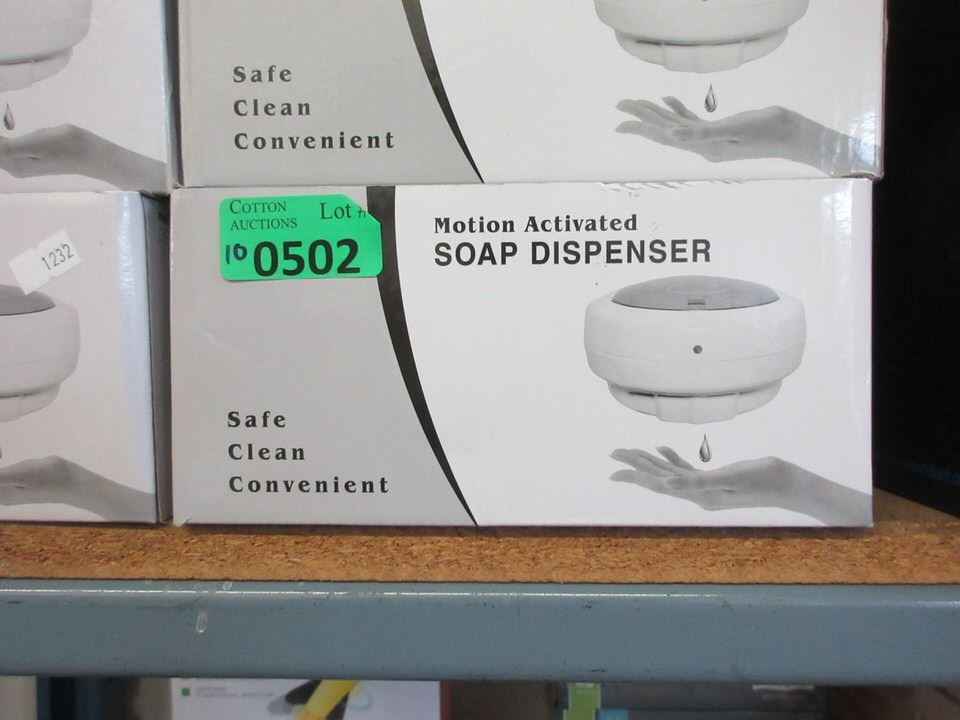 Safe
Clean
Convenient
COTTON
AUCTIONS
Lot #
10 0502
Motion Activated
SOAP DISPENSER
1232
Safe
Clean
Convenient